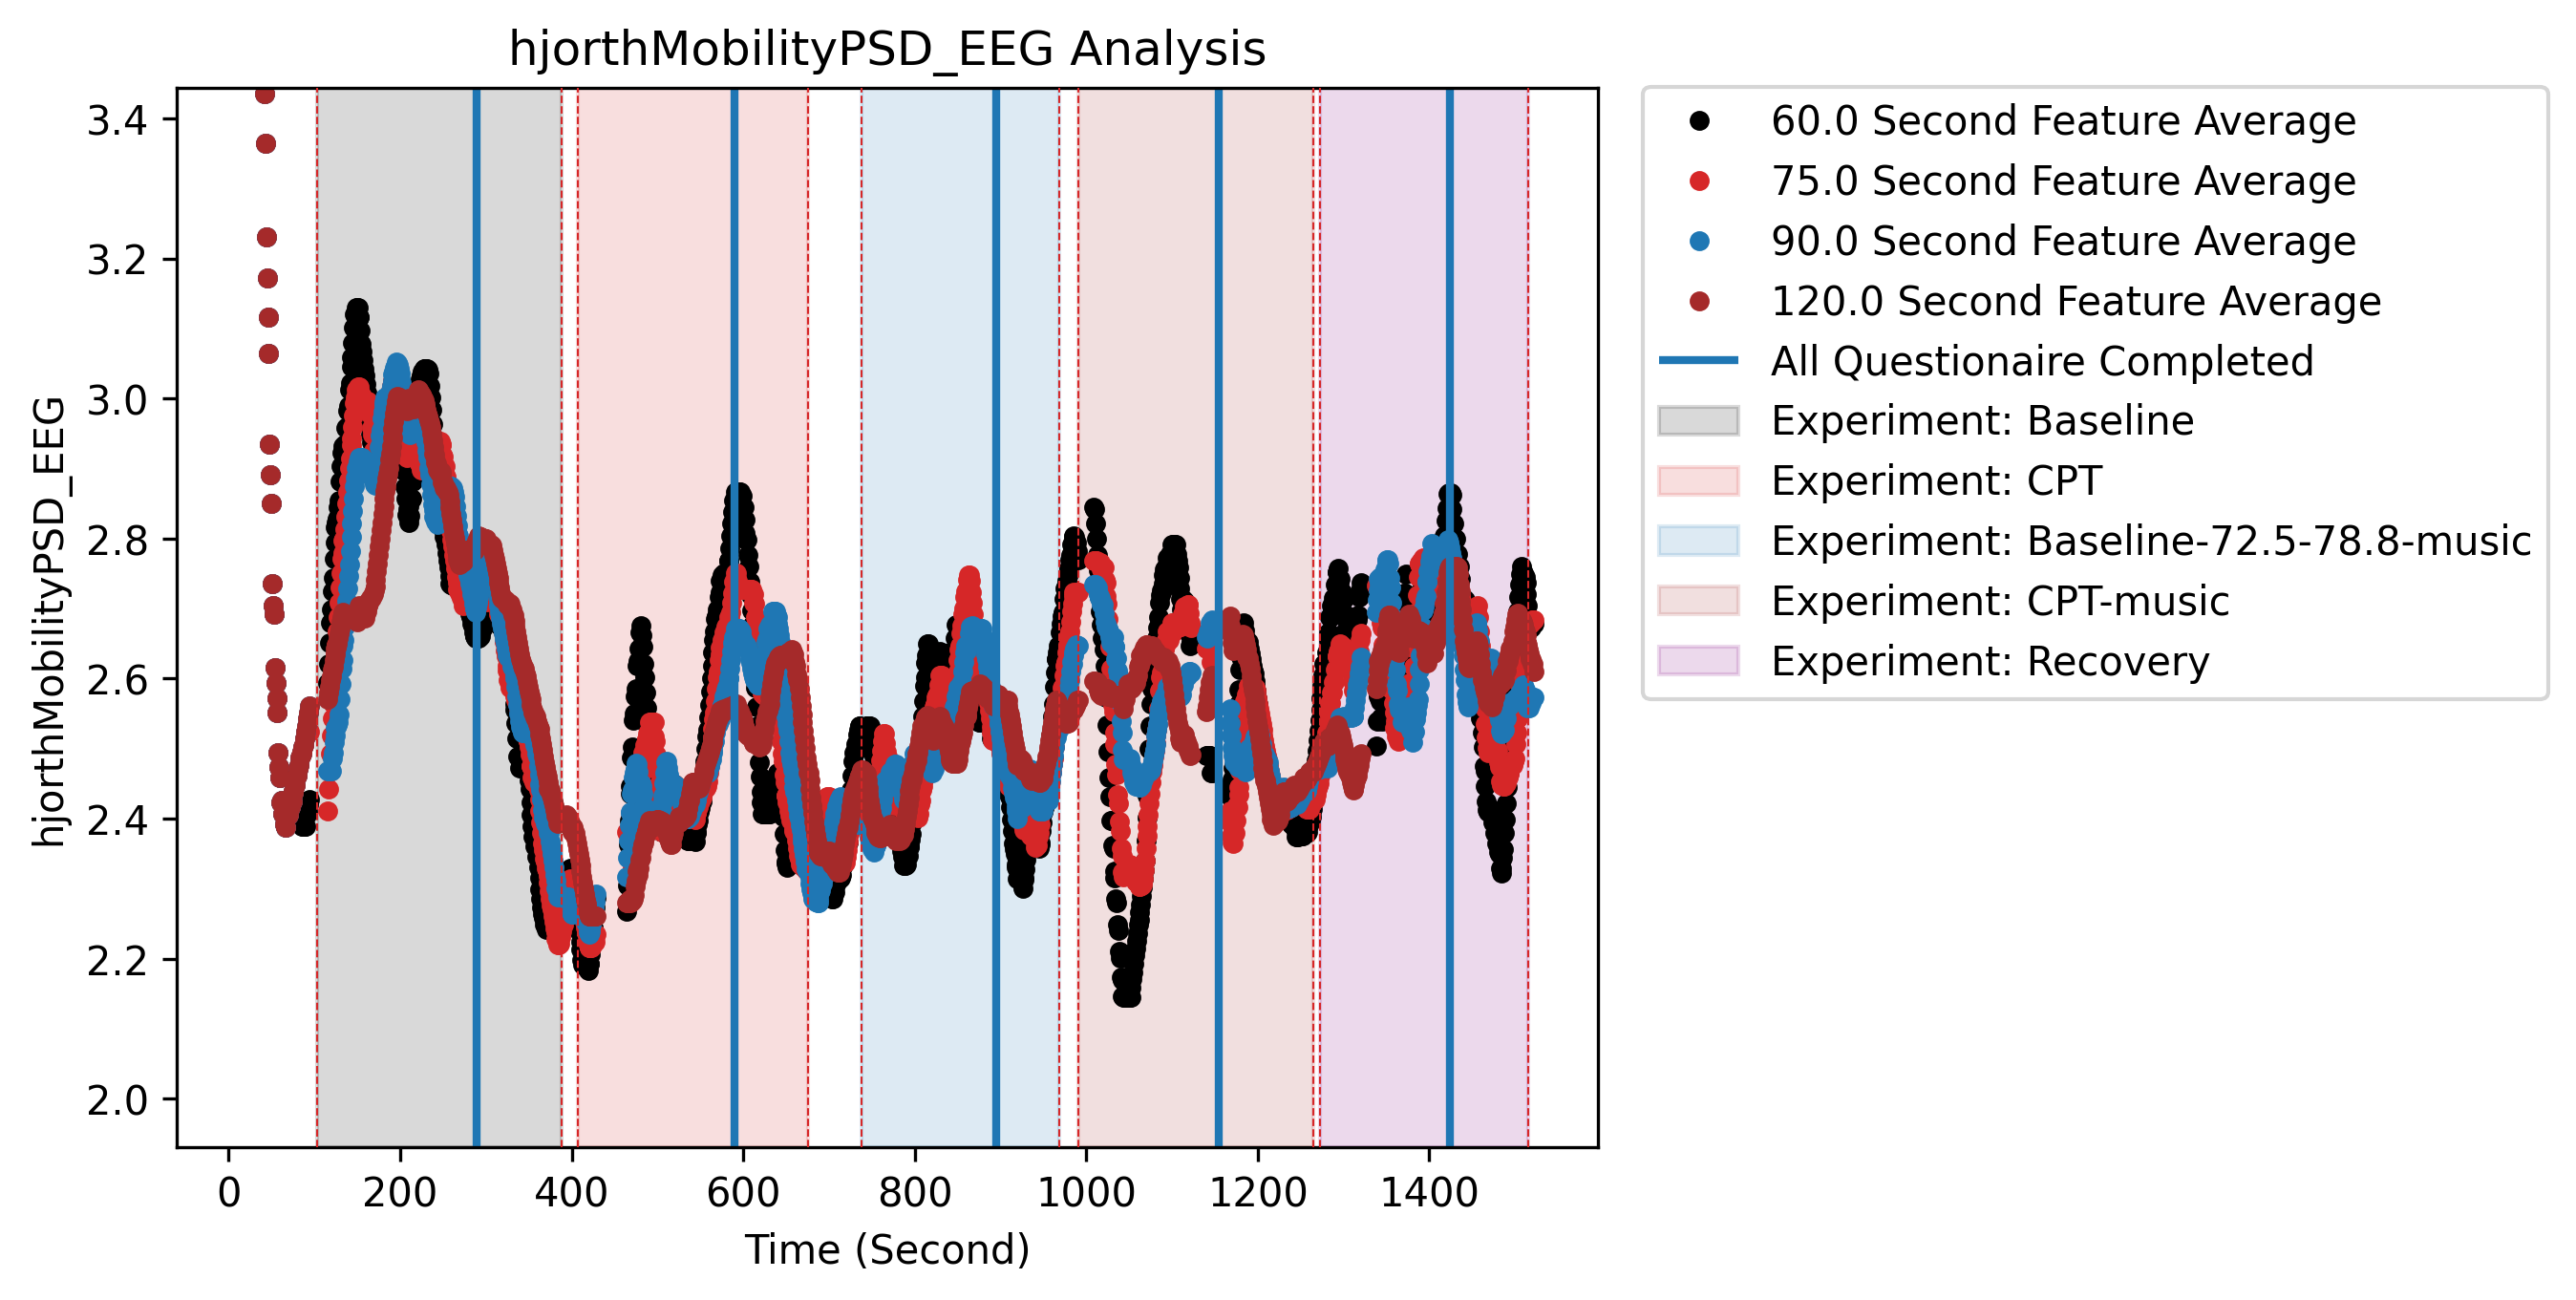 hjorthMobilityPSD_EEG Analysis
hjorthMobilityPSD_EEG
3.4
3.2
3.0
2.8
2.6
2.4
2.2
2.0
0 200 400 600 800 1000 1200 1400
Time (Second)
60.0 Second Feature Average
75.0 Second Feature Average
90.0 Second Feature Average
120.0 Second Feature Average
All Questionaire Completed
Experiment: Baseline
Experiment: CPT
Experiment: Baseline-72.5-78.8-music
Experiment: CPT-music
Experiment: Recovery